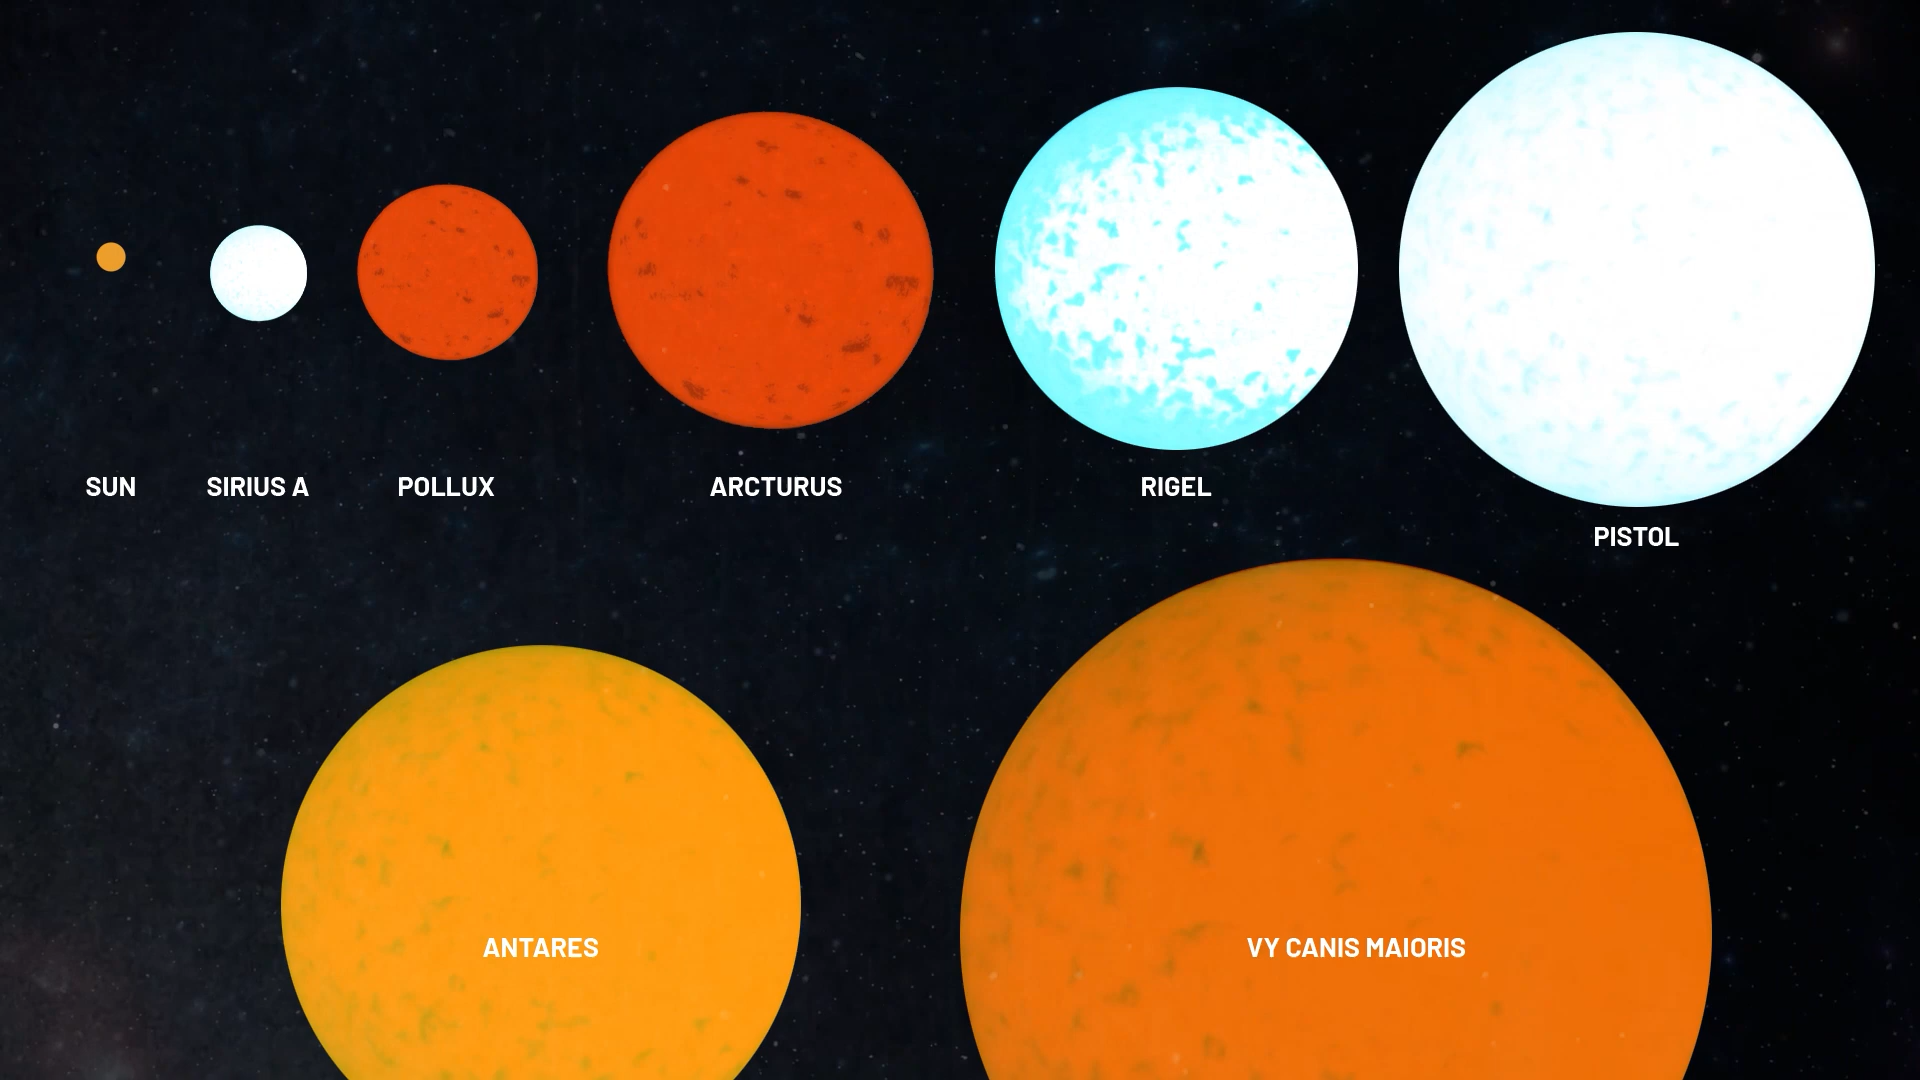 SUN
SIRIUS A
POLLUX
ARCTURUS
RIGEL
PISTOL
ANTARES
VY CANIS MAIORIS